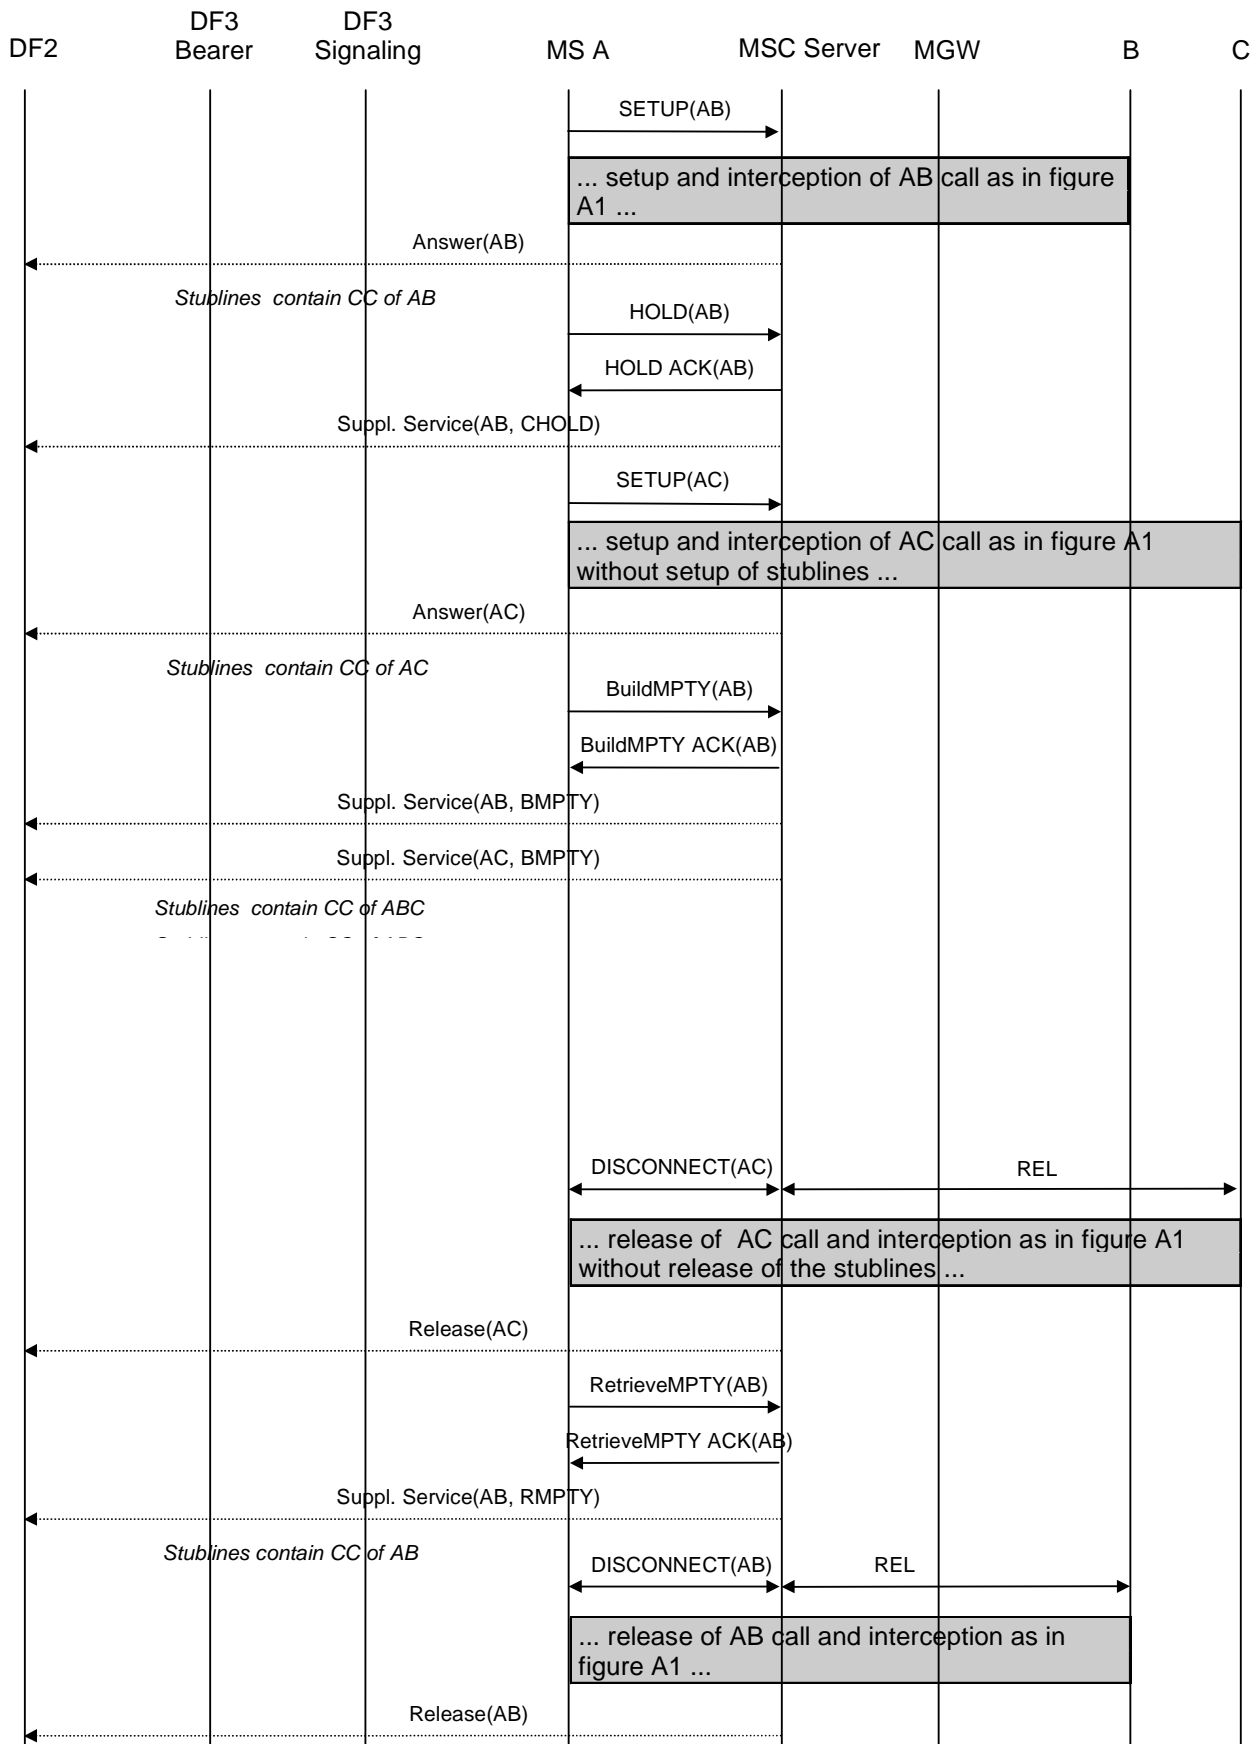 DF2
DF3
Bearer
DF3
Signaling
MS A
MSC Server
MGW
B
C
SETUP(AB)
... setup and interception of AB call as in figure
A1 ...
Answer(AB)
Stublines contain CC of AB
HOLD(AB)
HOLD ACK(AB)
Suppl. Service(AB, CHOLD)
SETUP(AC)
... setup and interception of AC call as in figure A1
without setup of stublines ...
Answer(AC)
Stublines contain CC of AC
BuildMPTY(AB)
BuildMPTY ACK(AB)
Suppl. Service(AB, BMPTY)
Suppl. Service(AC, BMPTY)
Stublines contain CC of ABC
DISCONNECT(AC)
REL
... release of AC call and interception as in figure A1
without release of the stublines ...
Release(AC)
RetrieveMPTY(AB)
RetrieveMPTY ACK(AB)
Suppl. Service(AB, RMPTY)
Stublines contain CC of AB
DISCONNECT(AB)
REL
... release of AB call and interception as in
figure A1 ...
Release(AB)